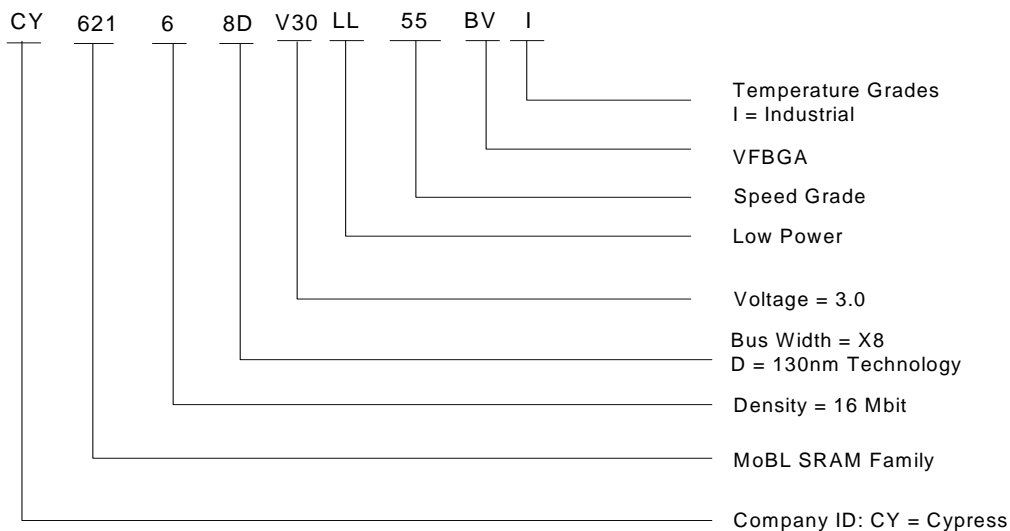 CY 621 6 8D V30 LL 55 BV I
Temperature Grades
I = Industrial
VFBGA
Speed Grade
Low Power
Voltage = 3.0
Bus Width = X8
D = 130nm Technology
Density = 16 Mbit
MoBL SRAM Family
Company ID: CY = Cypress